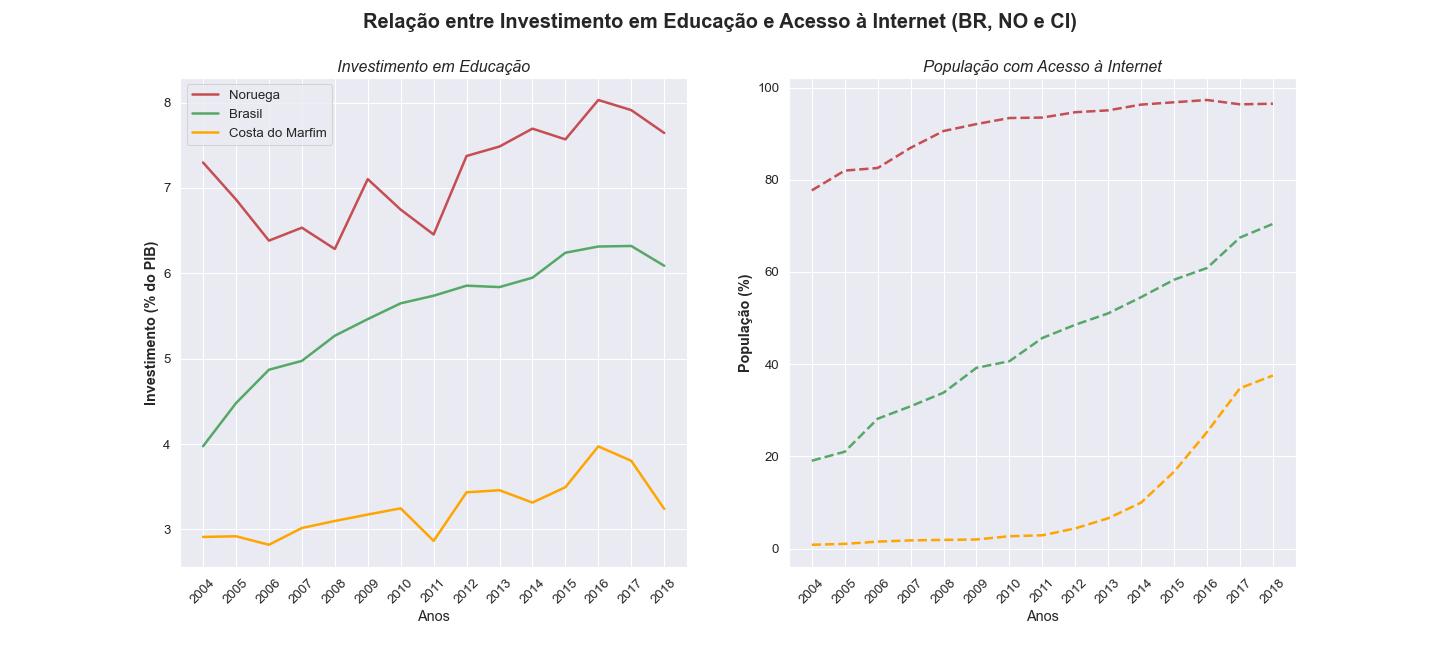 Relação entre Investimento em Educação e Acesso à Internet (BR, NO e CI)
Investimento em Educação
Noruega
Brasil
Costa do Marfim
8
7
6
5
4
3
Investimento (% do PIB)
2004 2005 2006 2007 2008 2009 2010 2011 2012 2013 2014 2015 2016 2017 2018
Anos
População com Acesso à Internet
100
80
60
40
20
0
População (%)
2004 2005 2006 2007 2008 2009 2010 2011 2012 2013 2014 2015 2016 2017 2018
Anos